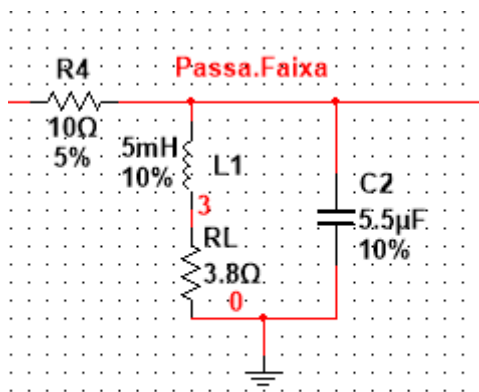 R4
Passa.Faixa
10Ω
5%
5mH
10%
L1
3
RL
3.8Ω
0
C2
5.5µF
10%